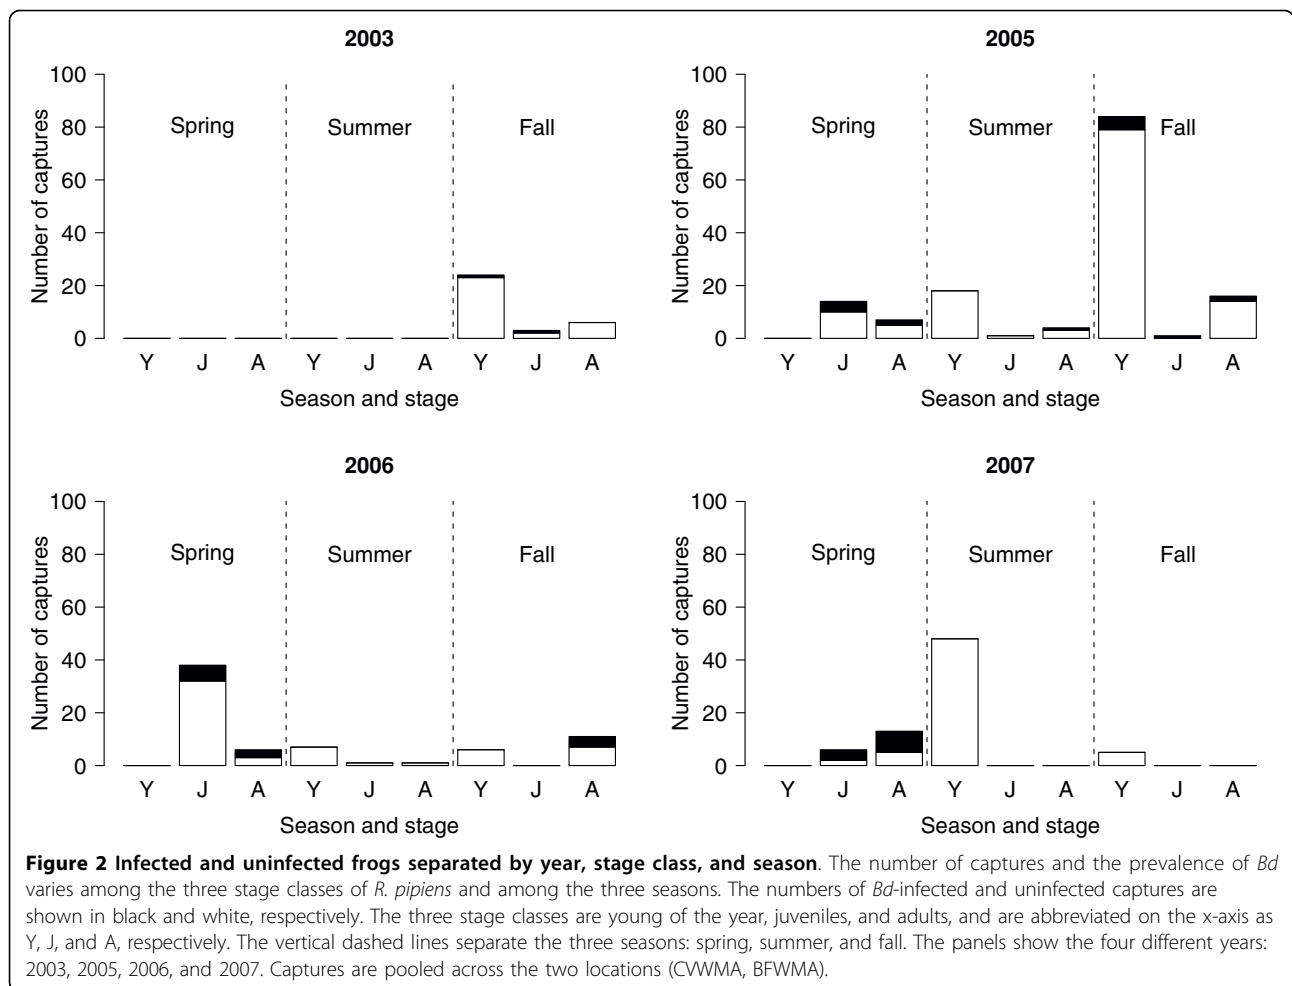 2003
100
80
60
40
20
0
Number of captures
Spring
Summer
Fall
Y J A Y J A Y J A
Season and stage
2005
100
80
60
40
20
0
Number of captures
Spring
Summer
Fall
Y J A Y J A Y J A
Season and stage
2006
100
80
60
40
20
0
Number of captures
Spring
Summer
Fall
Y J A Y J A Y J A
Season and stage
2007
100
80
60
40
20
0
Number of captures
Spring
Summer
Fall
Y J A Y J A Y J A
Season and stage
Figure 2 Infected and uninfected frogs separated by year, stage class, and season. The number of captures and the prevalence of Bd
varies among the three stage classes of R. pipiens and among the three seasons. The numbers of Bd-infected and uninfected captures are
shown in black and white, respectively. The three stage classes are young of the year, juveniles, and adults, and are abbreviated on the x-axis as
Y, J, and A, respectively. The vertical dashed lines separate the three seasons: spring, summer, and fall. The panels show the four different years:
2003, 2005, 2006, and 2007. Captures are pooled across the two locations (CVWMA, BFWMA).